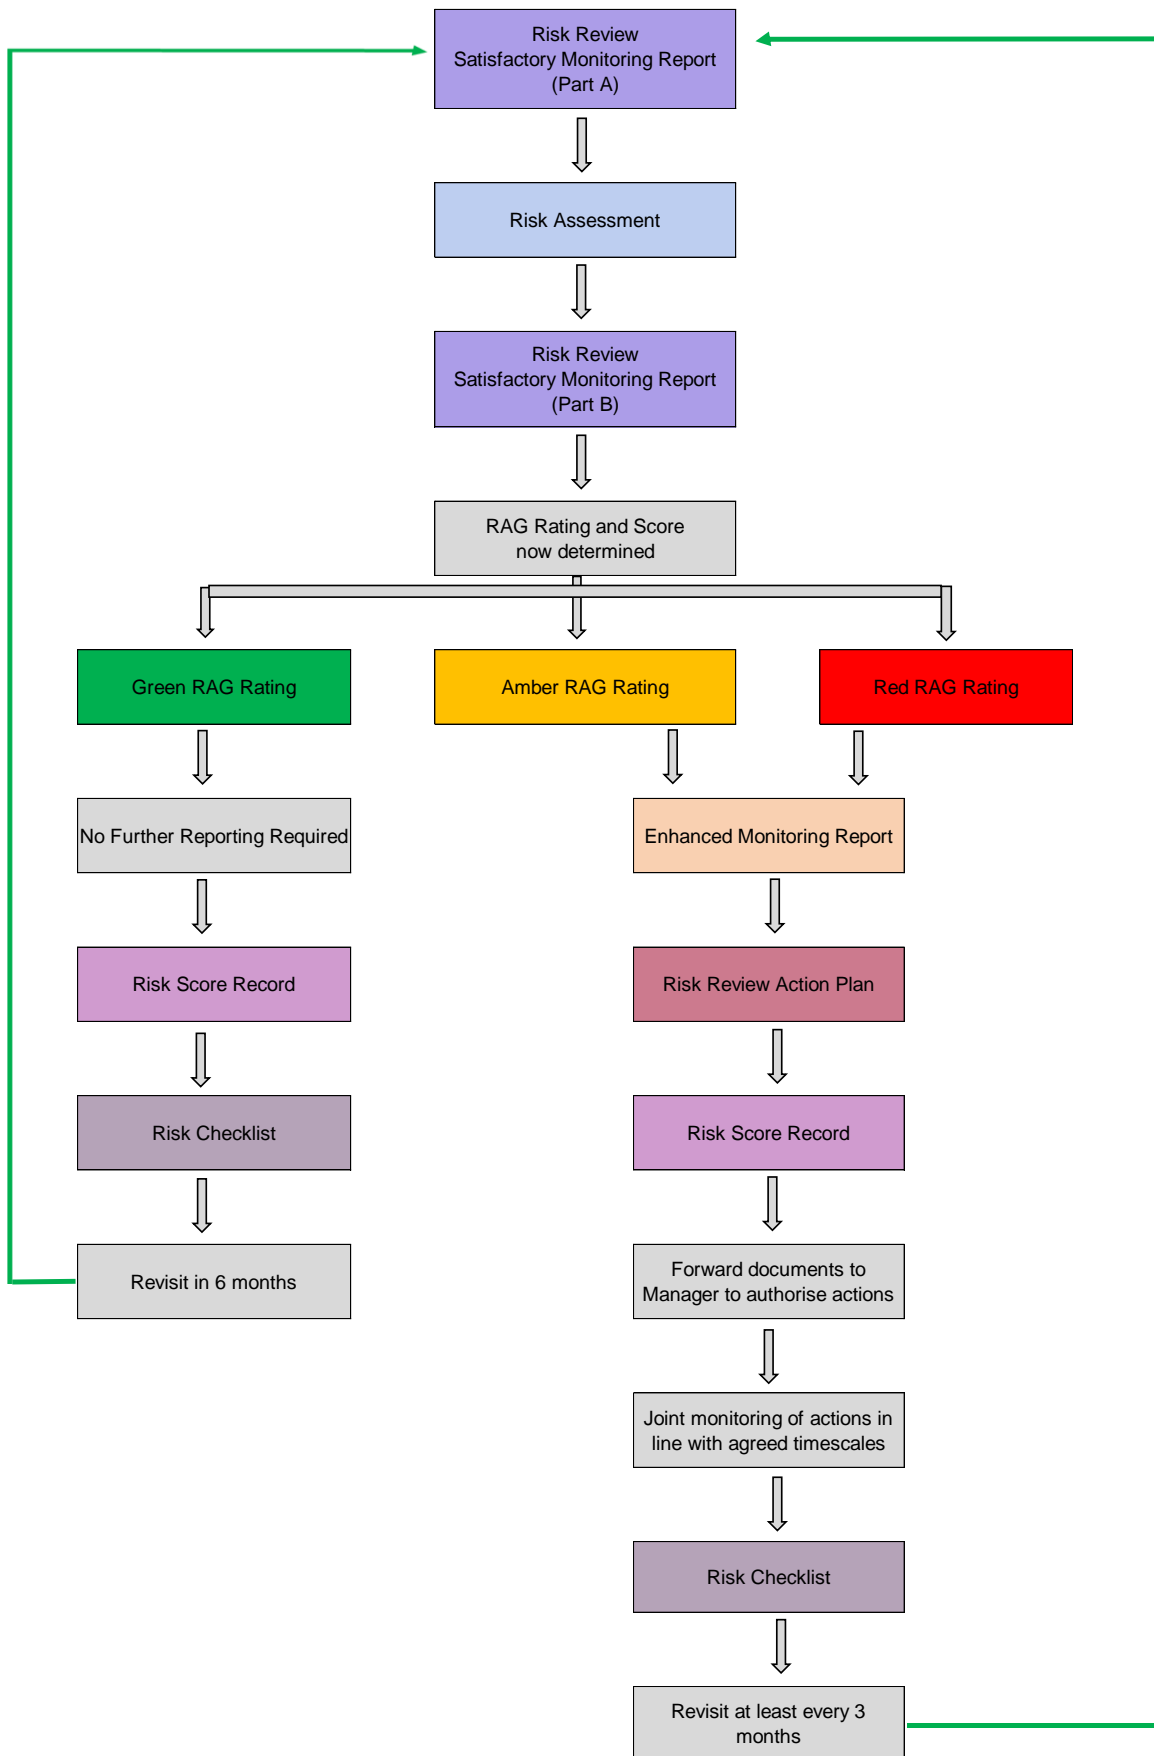 Risk Review
Satisfactory Monitoring Report
(Part A)
Risk Assessment
Risk Review
Satisfactory Monitoring Report
(Part B)
RAG Rating and Score
now determined
Green RAG Rating
Amber RAG Rating
Red RAG Rating
No Further Reporting Required
Enhanced Monitoring Report
Risk Score Record
Risk Review Action Plan
Risk Checklist
Risk Score Record
Revisit in 6 months
Forward documents to
Manager to authorise actions
Joint monitoring of actions in
line with agreed timescales
Risk Checklist
Revisit at least every 3
months